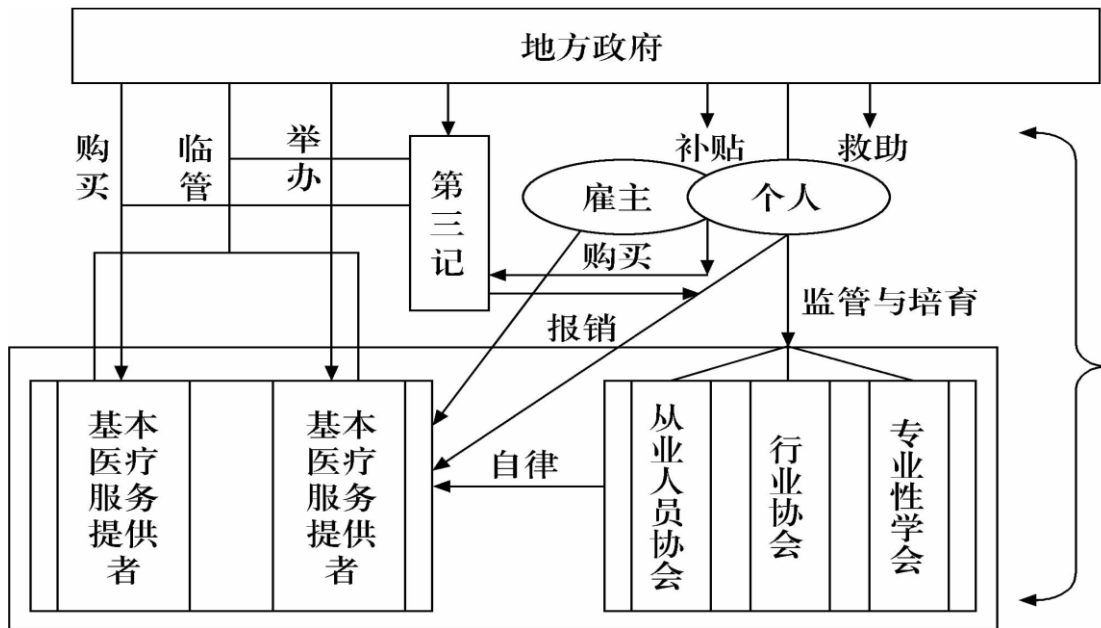 地方政府
购买
临管
举办
补贴
救助
第三记
雇主
个人
购买
监管与培育
报销
基本
医疗
服务
提供
者
基本
医疗
服务
提供
者
自律
从业人员协会
行业协会
专业性学会